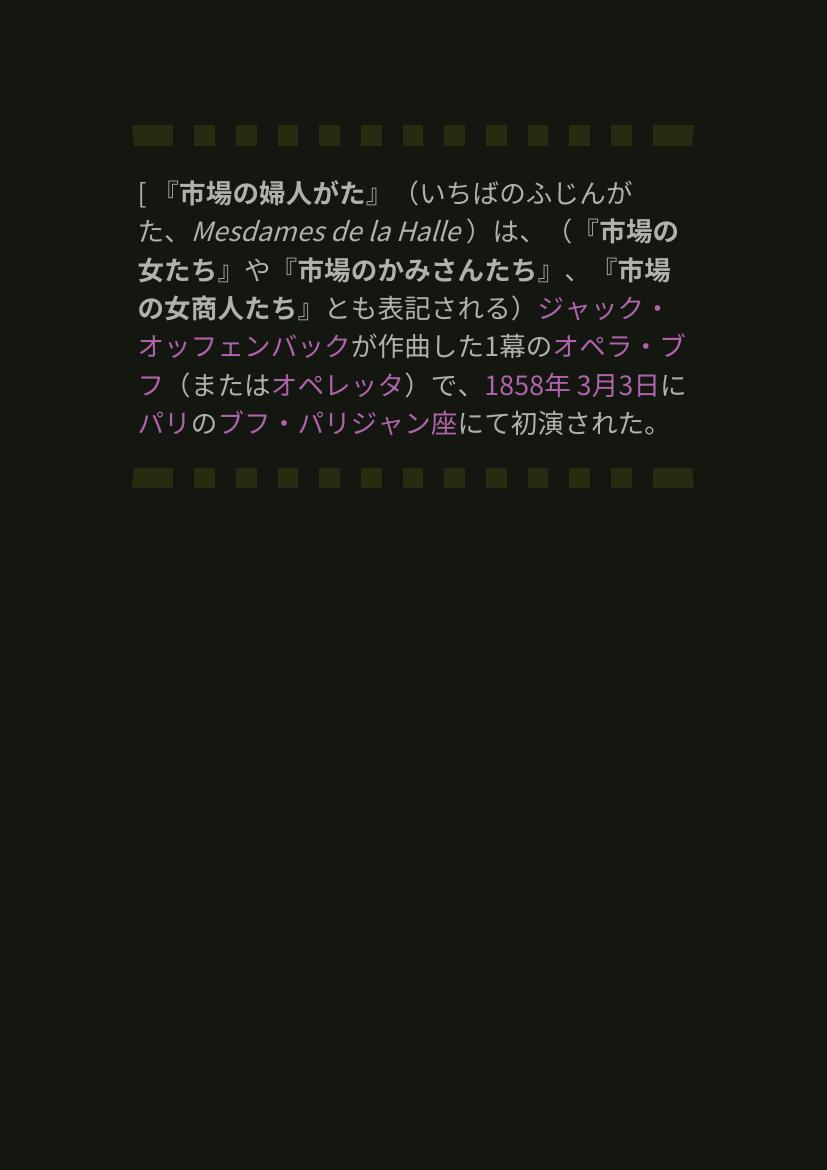 [ 『市場の婦人がた』（いちばのふじんが
た、Mesdames de la Halle ）は、（『市場の
女たち』や『市場のかみさんたち』、『市場
の女商人たち』とも表記される）ジャック・
オッフェンバックが作曲した1幕のオペラ・ブ
フ（またはオペレッタ）で、1858年 3月3日に
パリのブフ・パリジャン座にて初演された。